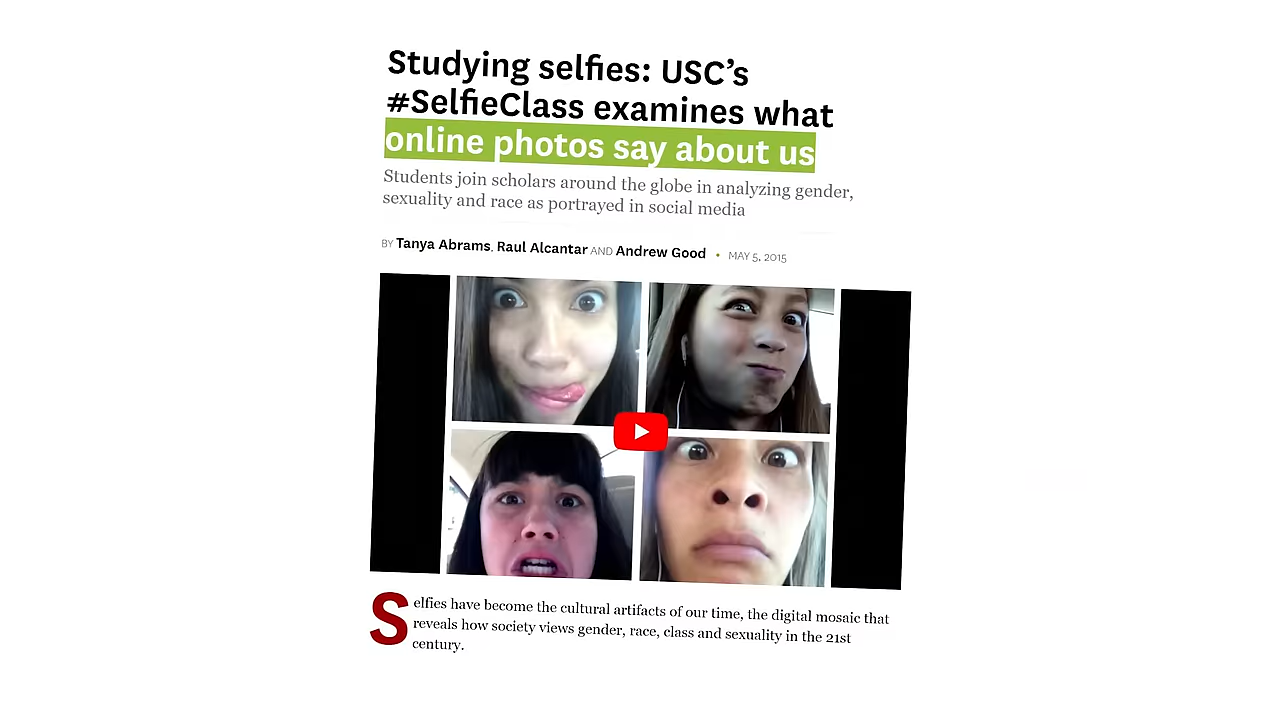 Studying selfies: USC’s
#SelfieClass examines what
online photos say about us
Students join scholars around the globe in analyzing gender,
sexuality and race as portrayed in social media
BY Tanya Abrams, Raul Alcantar AND Andrew Good • MAY 5, 2015
Selfies have become the cultural artifacts of our time, the digital mosaic that
reveals how society views gender, race, class and sexuality in the 21st
century.